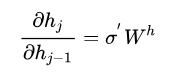 ∂h_j / ∂h_{j−1} = σ′ W^h